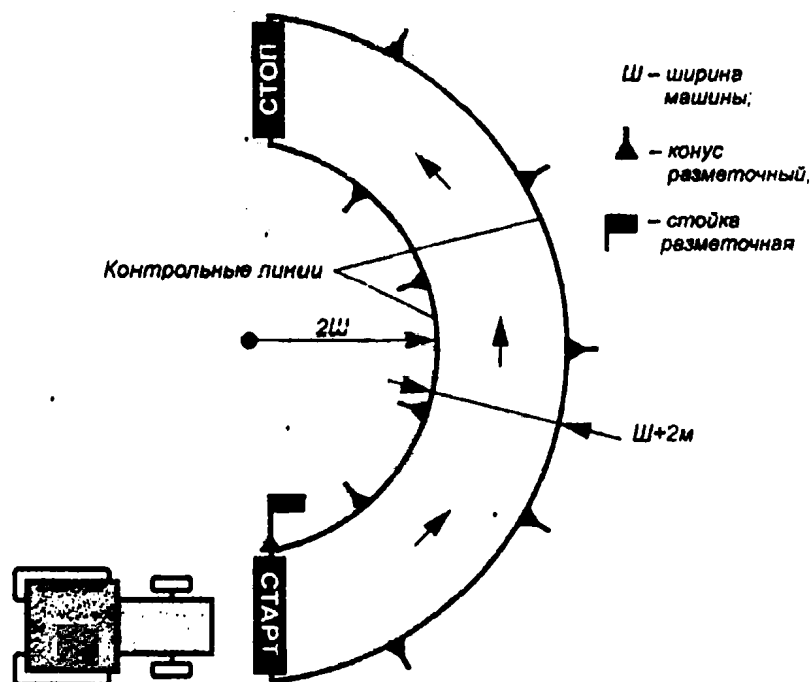 СТОП
Ш – ширина
машины;
– конус
разметочный,
– стойка
разметочная
Контрольные линии
2Ш
Ш+2м
СТАРТ